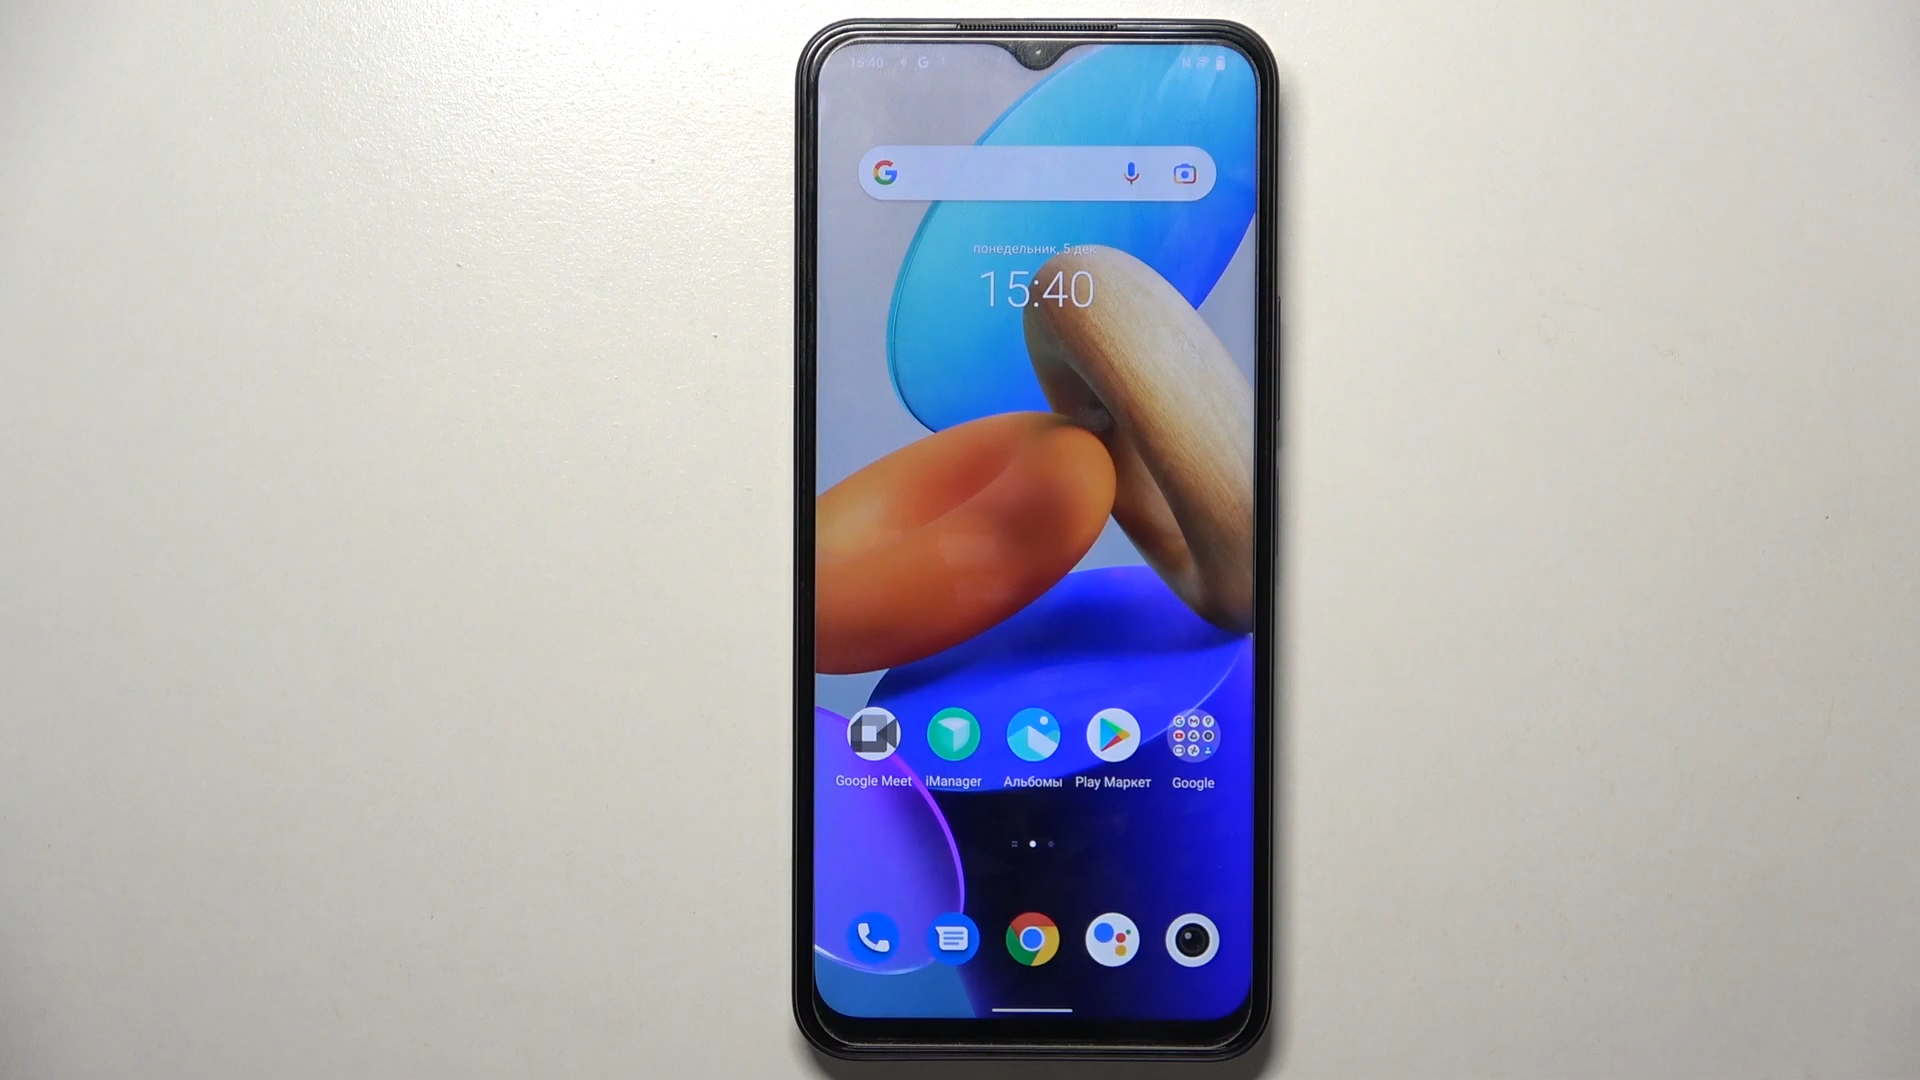 15:40 G
понедельник, 5 дек.
15:40
Google Meet iManager Альбомы Play Маркет Google